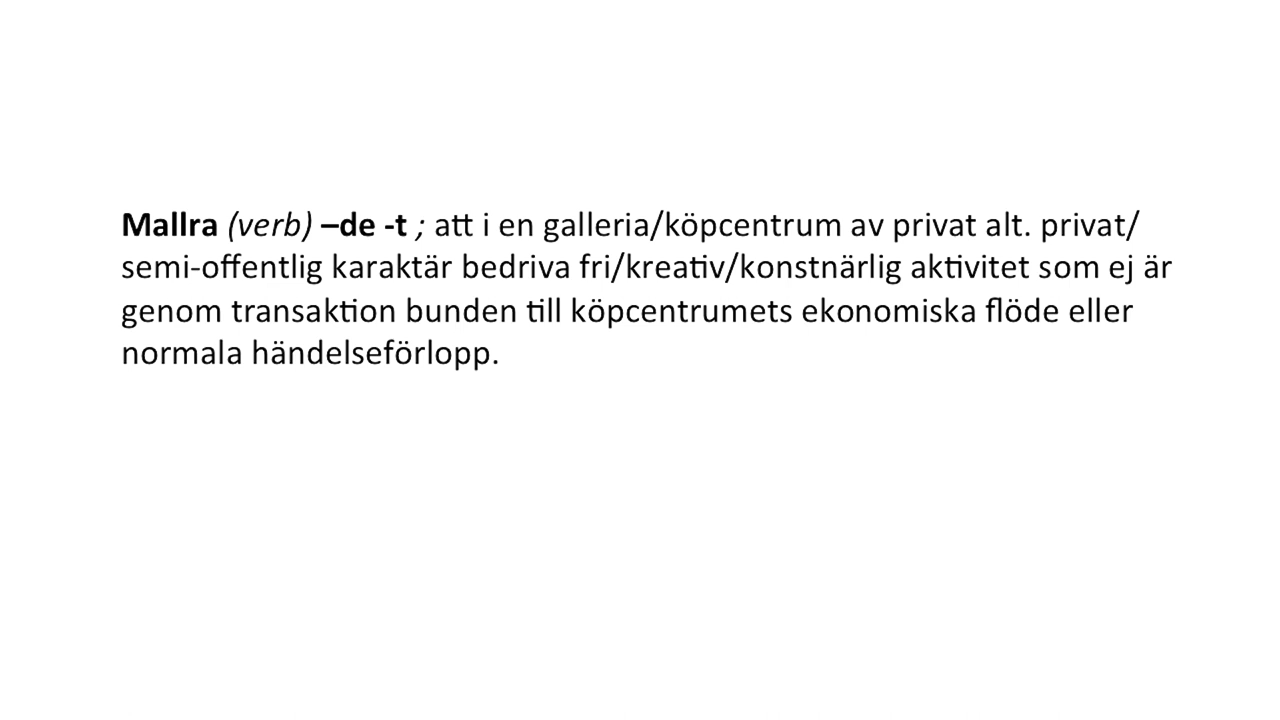 Mallra (verb) –de -t ; att i en galleria/köpcentrum av privat alt. privat/
semi-offentlig karaktär bedriva fri/kreativ/konstnärlig aktivitet som ej är
genom transaktion bunden till köpcentrumets ekonomiska flöde eller
normala händelseförlopp.